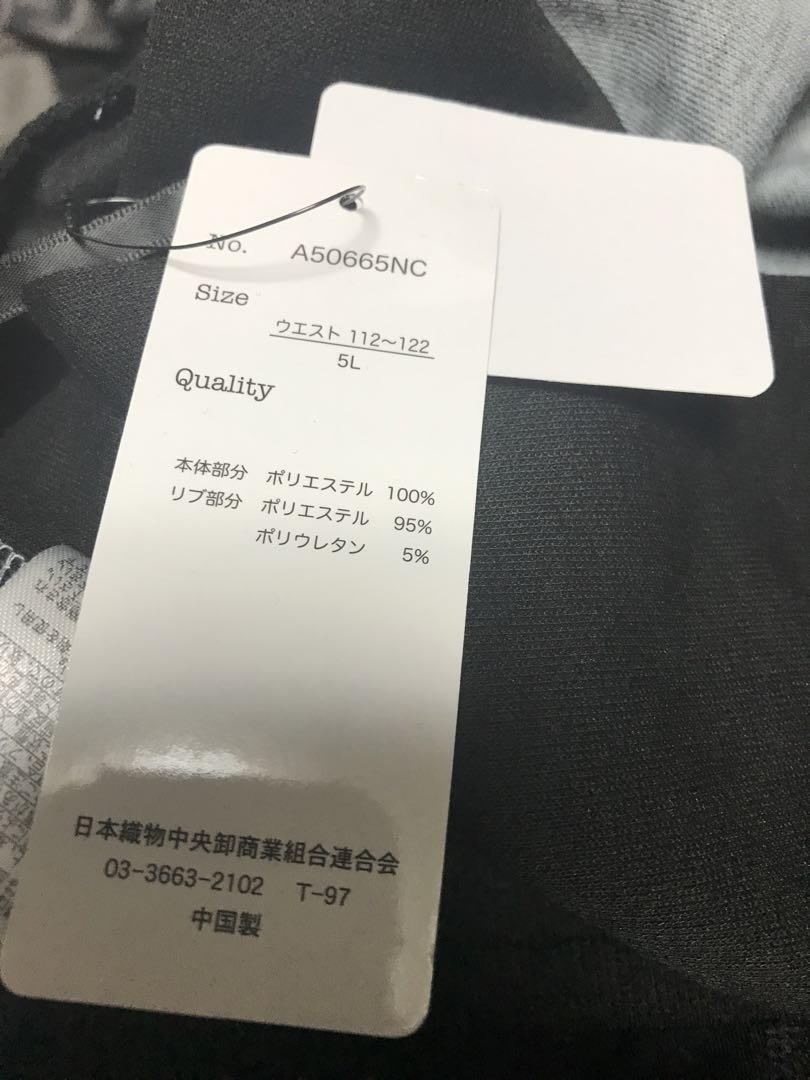 No. A50665NC
Size
ウエスト 112〜122
5L
Quality
本体部分 ポリエステル 100%
リブ部分 ポリエステル 95%
ポリウレタン 5%
日本織物中央卸商業組合連合会
03-3663-2102 T-97
中国製